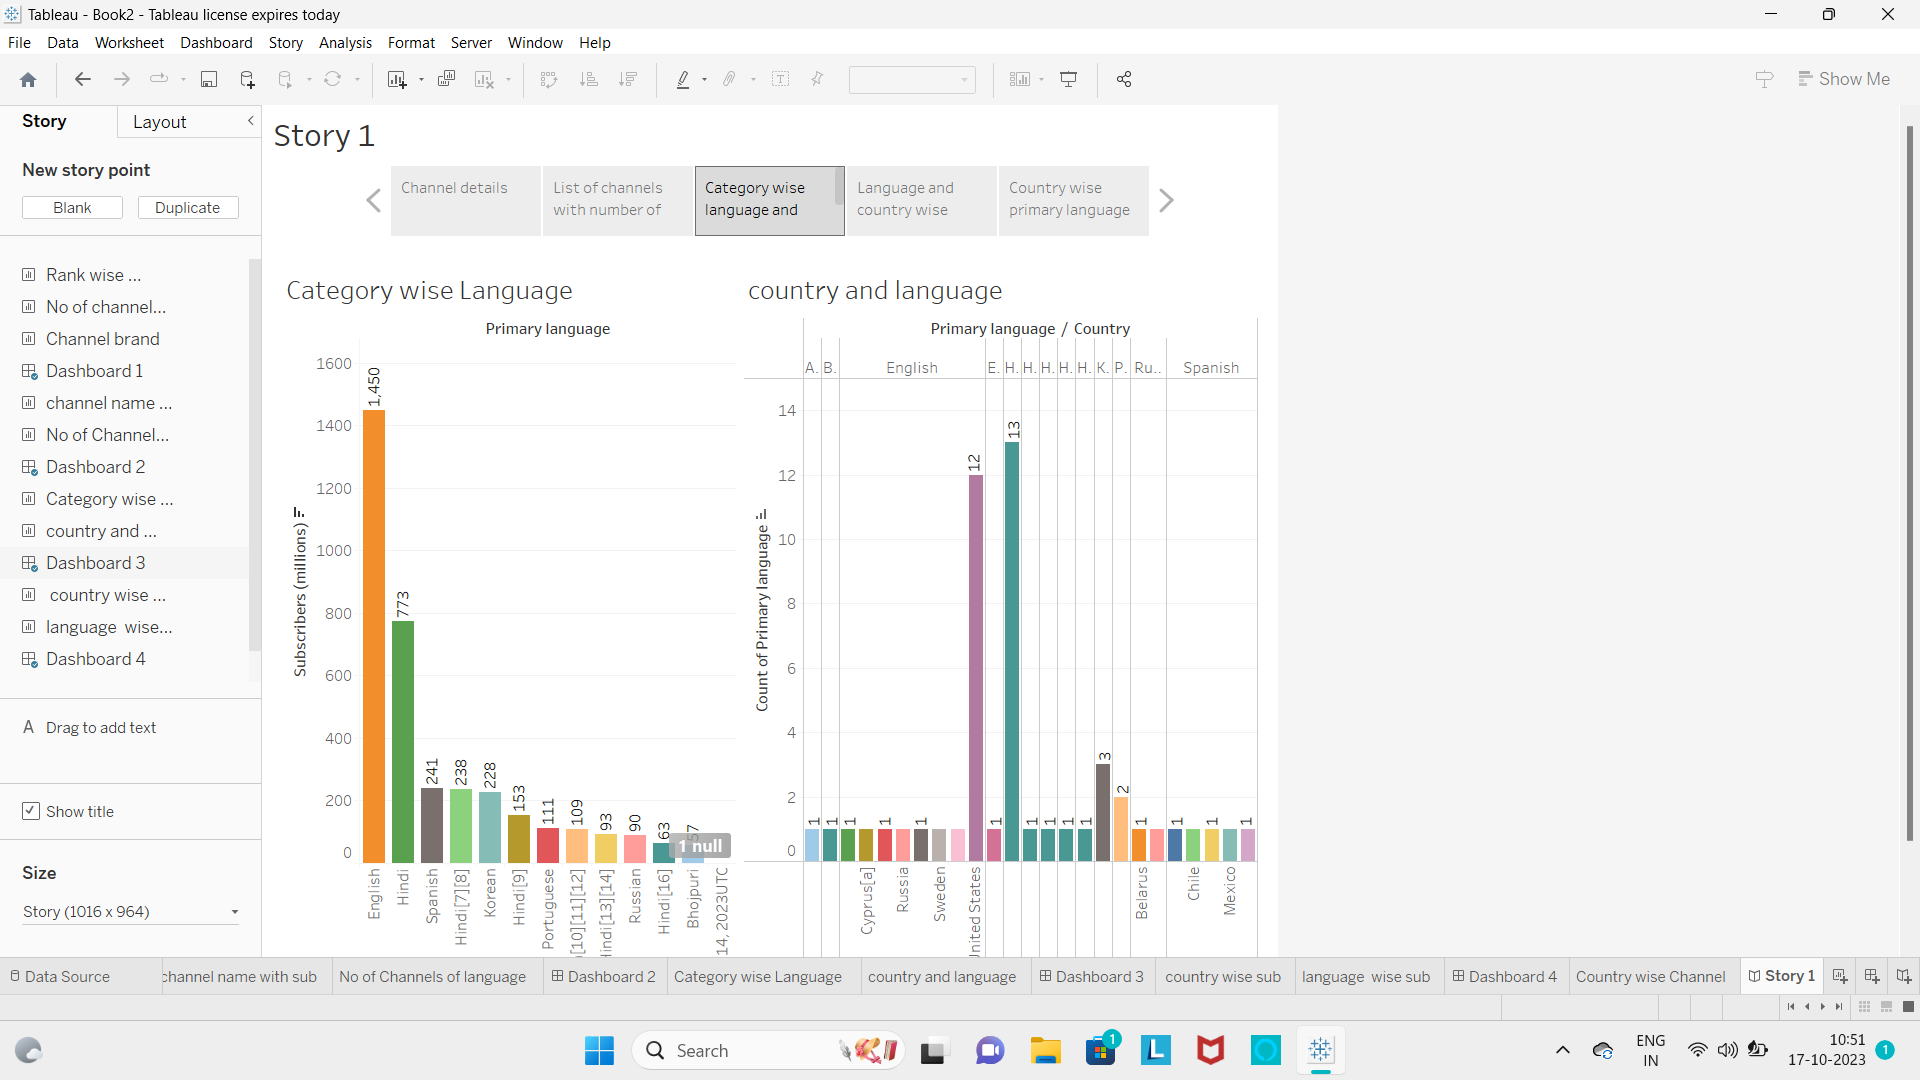 Tableau - Book2 - Tableau license expires today
File Data Worksheet Dashboard Story Analysis Format Server Window Help
Show Me
Story Layout
New story point
Blank Duplicate
Rank wise ...
No of channel...
Channel brand
Dashboard 1
channel name ...
No of Channel...
Dashboard 2
Category wise ...
country and ...
Dashboard 3
country wise ...
language wise...
Dashboard 4
A Drag to add text
Show title
Size
Story (1016 x 964)
Story 1
Channel details
List of channels
with number of
Category wise
language and
Language and
country wise
Country wise
primary language
Category wise Language
Primary language
Subscribers (millions)
1600
1400
1200
1000
800
600
400
200
0
1,450
773
241
238
228
153
111
109
93
90
63
57
1 null
English
Hindi
Spanish
Hindi[7][8]
Korean
Hindi[9]
Portuguese
[10][11][12]
Hindi[13][14]
Russian
Hindi[16]
Bhojpuri
14, 2023UTC
country and language
Primary language / Country
A. B. English E. H. H. H. H. H. K. P. Ru.. Spanish
Count of Primary language
14
12
10
8
6
4
2
0
1 1 1 1 1 12 1 13 1 1 1 1 3 2 1 1 1 1
Cyprus[a]
Russia
Sweden
United States
Belarus
Chile
Mexico
Data Source channel name with sub No of Channels of language Dashboard 2 Category wise Language country and language Dashboard 3 country wise sub language wise sub Dashboard 4 Country wise Channel Story 1
Search
1
L
ENG
IN
10:51
17-10-2023
1